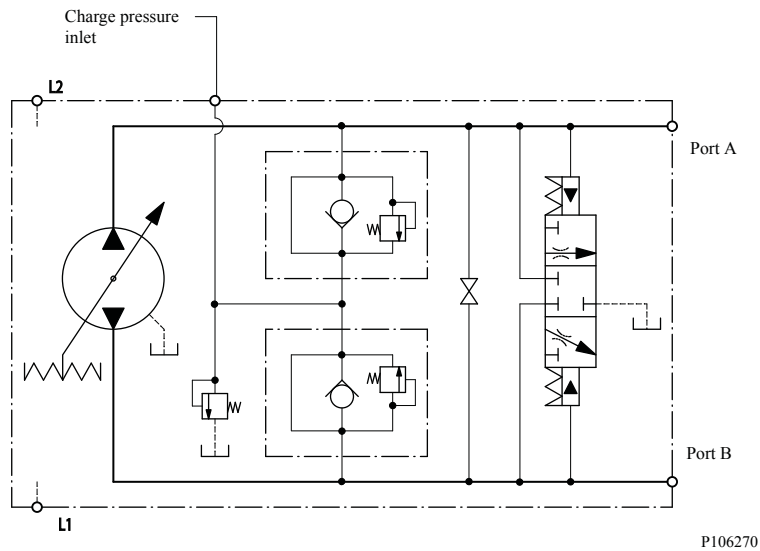 Charge pressure
inlet
L2
Port A
Port B
L1
P106270